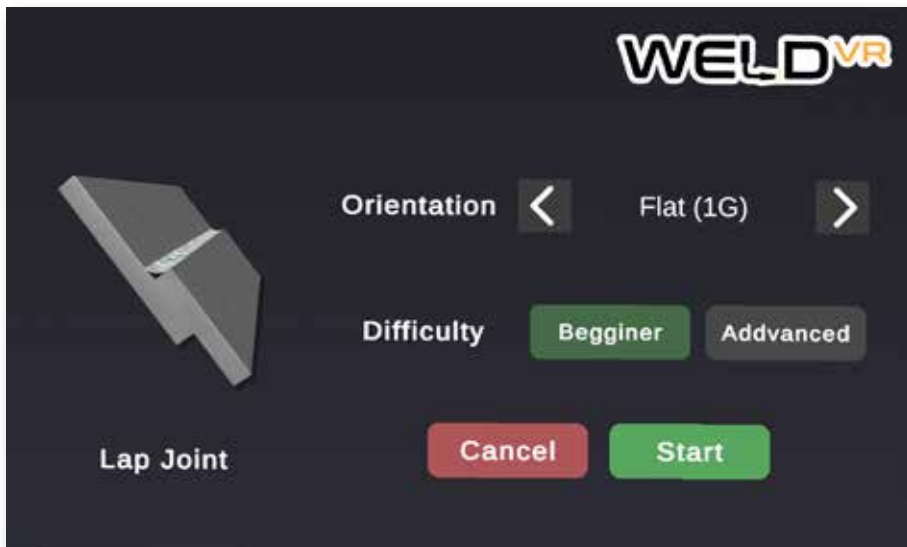 WELDVR
Orientation
Flat (1G)
Difficulty
Begginer
Addvanced
Lap Joint
Cancel
Start